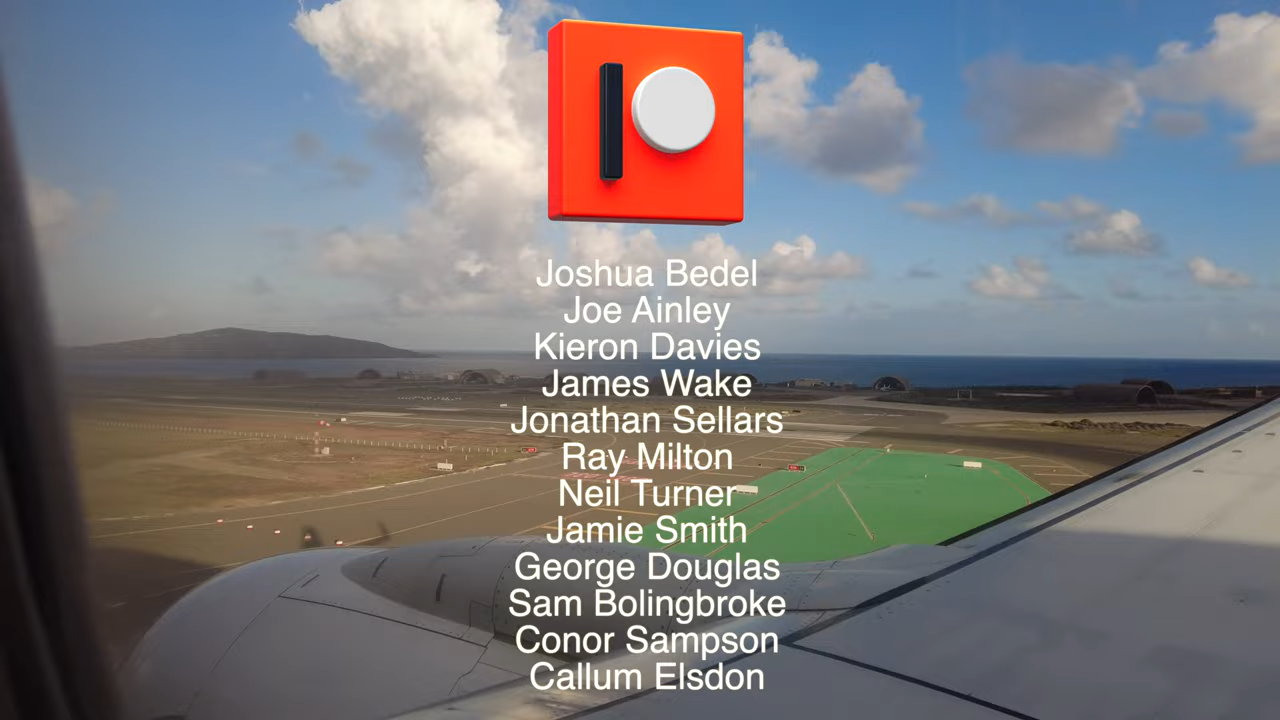 Joshua Bedel
Joe Ainley
Kieron Davies
James Wake
Jonathan Sellars
Ray Milton
Neil Turner
Jamie Smith
George Douglas
Sam Bolingbroke
Conor Sampson
Callum Elsdon